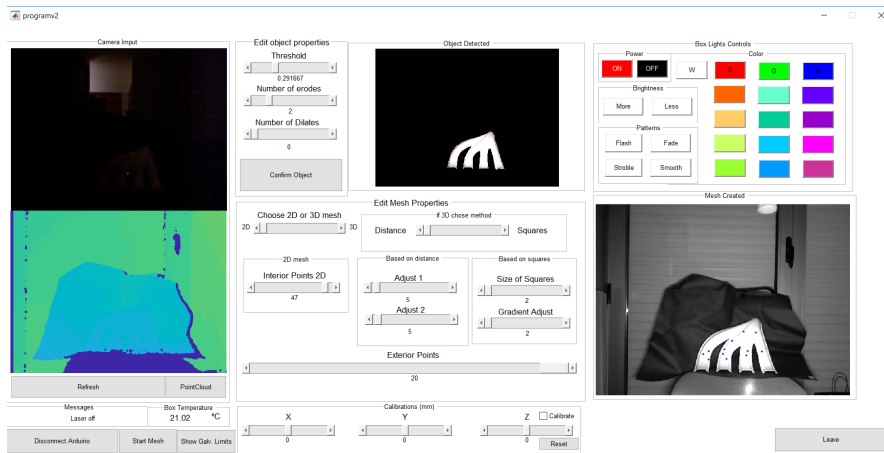 programv2
Camera Imput
Refresh
PointCloud
Messages
Laser off
Box Temperature
21.02 ºC
Disconnect Arduino
Start Mesh
Show Galv. Limits
Edit object properties
Threshold
0.291667
Number of erodes
2
Number of Dilates
0
Confirm Object
Object Detected
Edit Mesh Properties
Choose 2D or 3D mesh
2D 3D
If 3D chose method
Distance Squares
2D mesh
Interior Points 2D
47
Based on distance
Adjust 1
5
Adjust 2
5
Based on squares
Size of Squares
2
Gradient Adjust
2
Exterior Points
20
Calibrations (mm)
X Y Z Calibrate
0 0 0 Reset
Box Lights Controls
Power
ON OFF
Color
W R G B
Brightness
More Less
Patterns
Flash Fade
Stroble Smooth
Mesh Created
Leave